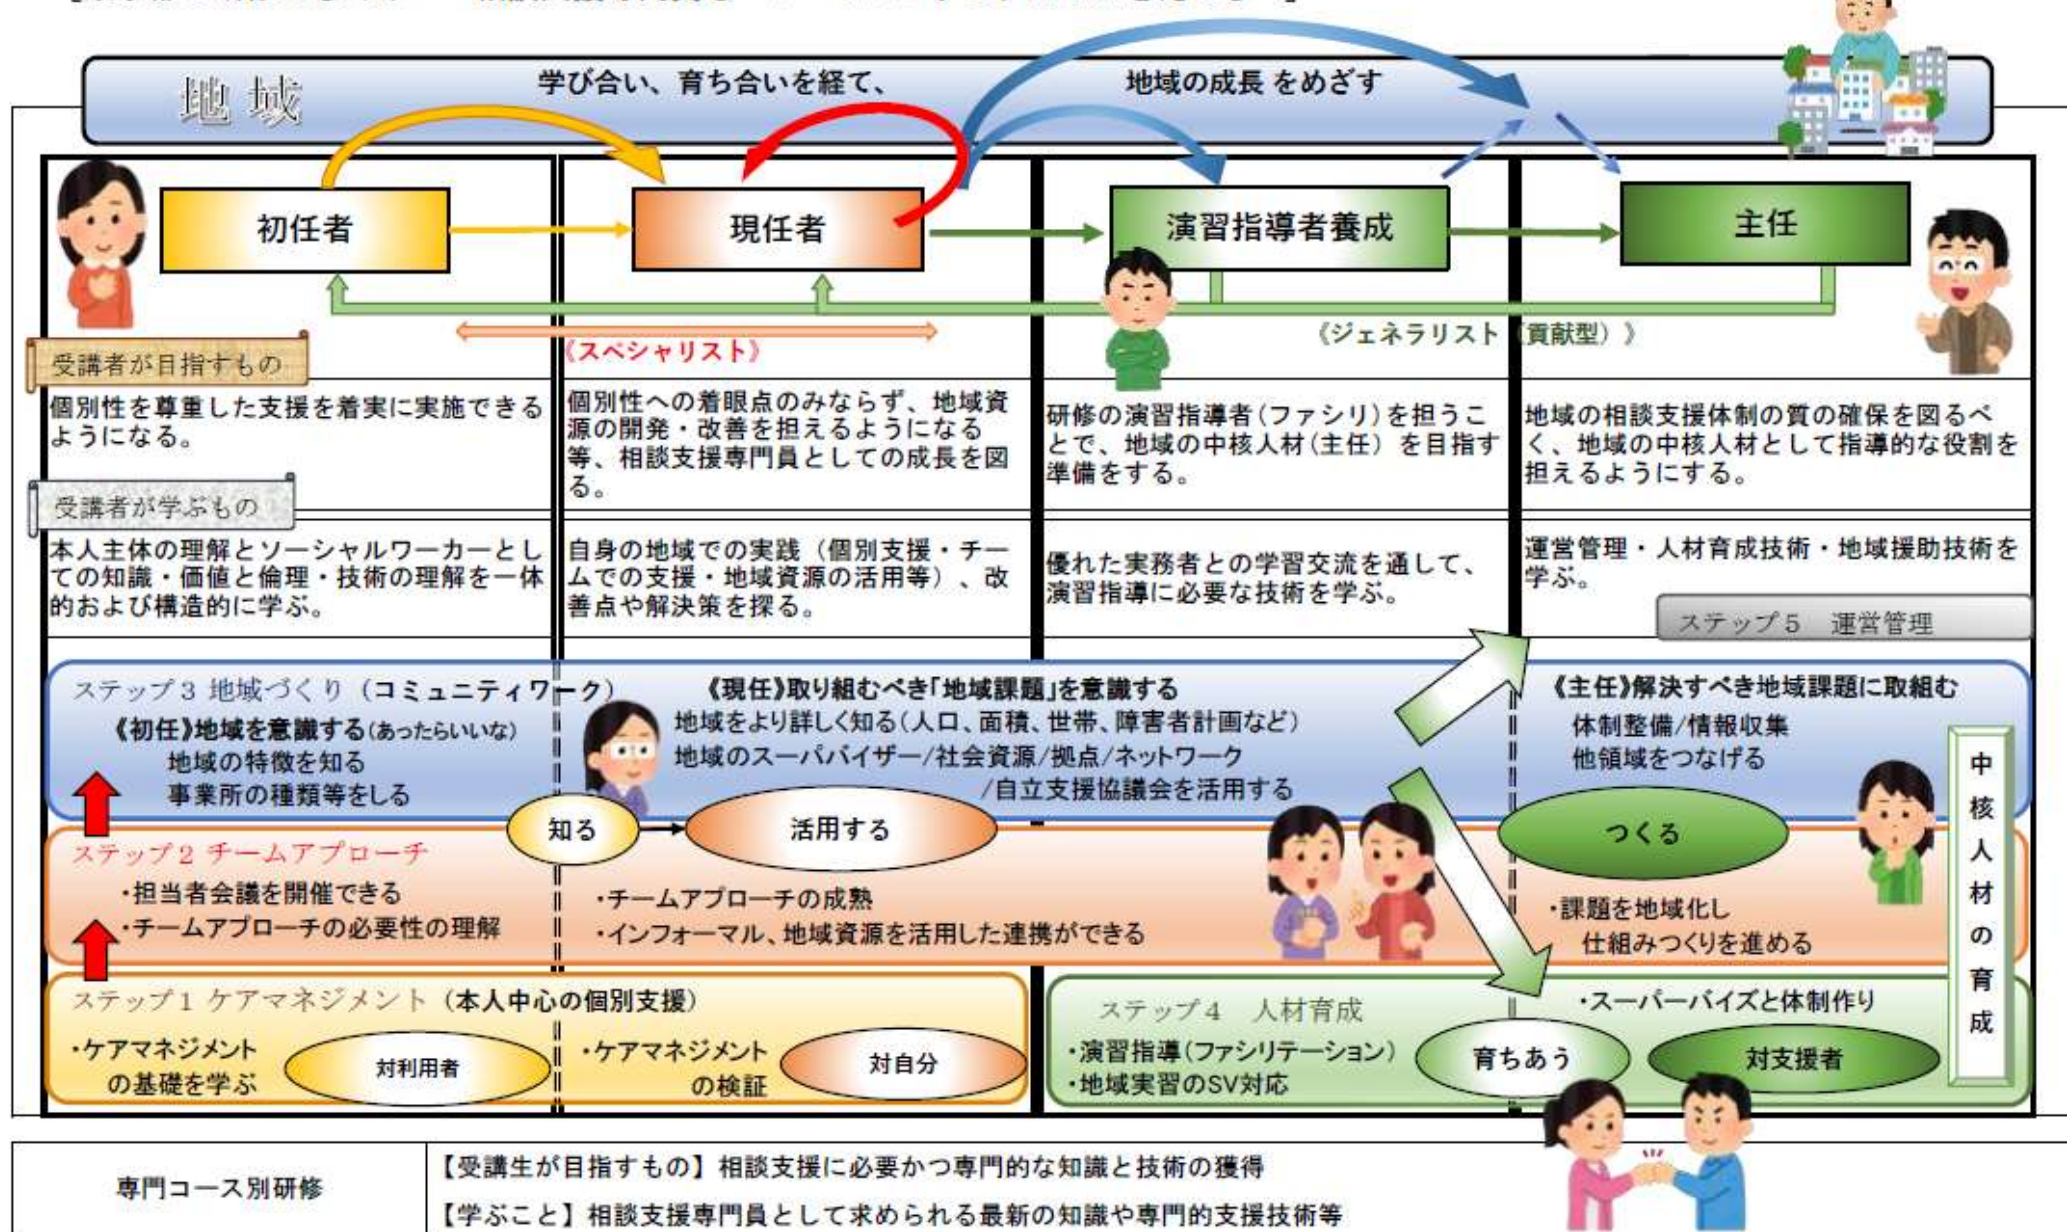 地域
学び合い、育ち合いを経て、 地域の成長 をめざす
初任者
現任者
演習指導者養成
主任
《スペシャリスト》
《ジェネラリスト（貢献型）》
受講者が目指すもの
個別性を尊重した支援を着実に実施できる
ようになる。
個別性への着眼点のみならず、地域資
源の開発・改善を担えるようになる
等、相談支援専門員としての成長を図
る。
研修の演習指導者(ファシリ)を担うこ
とで、地域の中核人材(主任）を目指す
準備をする。
地域の相談支援体制の質の確保を図るべ
く、地域の中核人材として指導的な役割を
担えるようにする。
受講者が学ぶもの
本人主体の理解とソーシャルワーカーとし
ての知識・価値と倫理・技術の理解を一体
的および構造的に学ぶ。
自身の地域での実践（個別支援・チー
ムでの支援・地域資源の活用等）、改
善点や解決策を探る。
優れた実務者との学習交流を通して、
演習指導に必要な技術を学ぶ。
運営管理・人材育成技術・地域援助技術を
学ぶ。
ステップ５　運営管理
ステップ３ 地域づくり（コミュニティワーク）
《初任》地域を意識する(あったらいいな)
地域の特徴を知る
事業所の種類等をしる
《現任》取り組むべき「地域課題」を意識する
地域をより詳しく知る(人口、面積、世帯、障害者計画など)
地域のスーパバイザー/社会資源/拠点/ネットワーク
/自立支援協議会を活用する
《主任》解決すべき地域課題に取組む
体制整備/情報収集
他領域をつなげる
知る
活用する
つくる
中核人材の育成
ステップ２ チームアプローチ
・担当者会議を開催できる
・チームアプローチの必要性の理解
・チームアプローチの成熟
・インフォーマル、地域資源を活用した連携ができる
・課題を地域化し
仕組みつくりを進める
ステップ１ ケアマネジメント（本人中心の個別支援）
・ケアマネジメント
の基礎を学ぶ
対利用者
・ケアマネジメント
の検証
対自分
ステップ４　人材育成
・演習指導(ファシリテーション)
・地域実習のSV対応
・スーパーバイズと体制作り
育ちあう
対支援者
専門コース別研修
【受講生が目指すもの】相談支援に必要かつ専門的な知識と技術の獲得
【学ぶこと】相談支援専門員として求められる最新の知識や専門的支援技術等